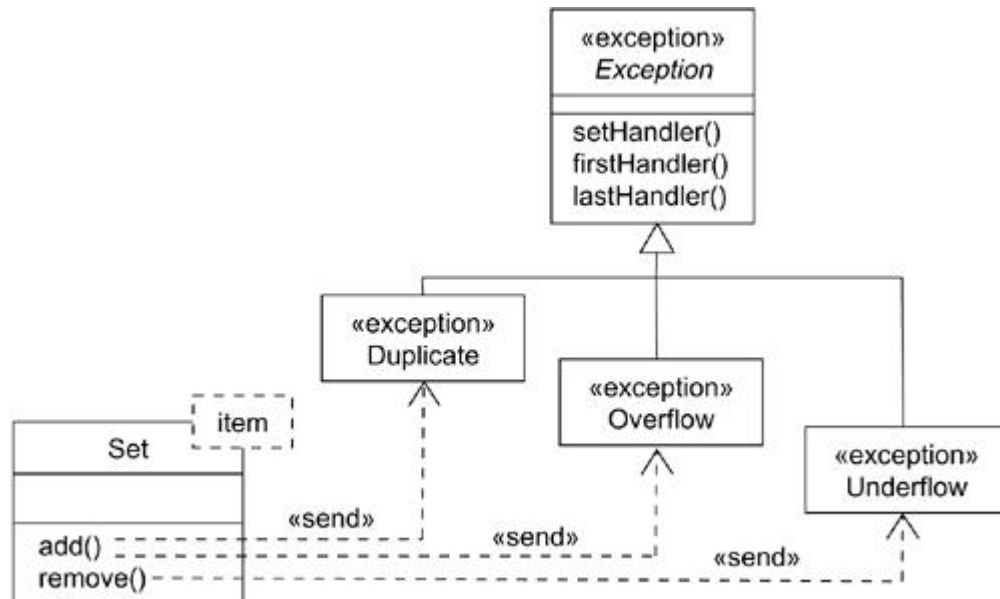 «exception»
Exception
setHandler()
firstHandler()
lastHandler()
«exception»
Duplicate
«exception»
Overflow
«exception»
Underflow
item
Set
«send»
add()
«send»
remove()
«send»